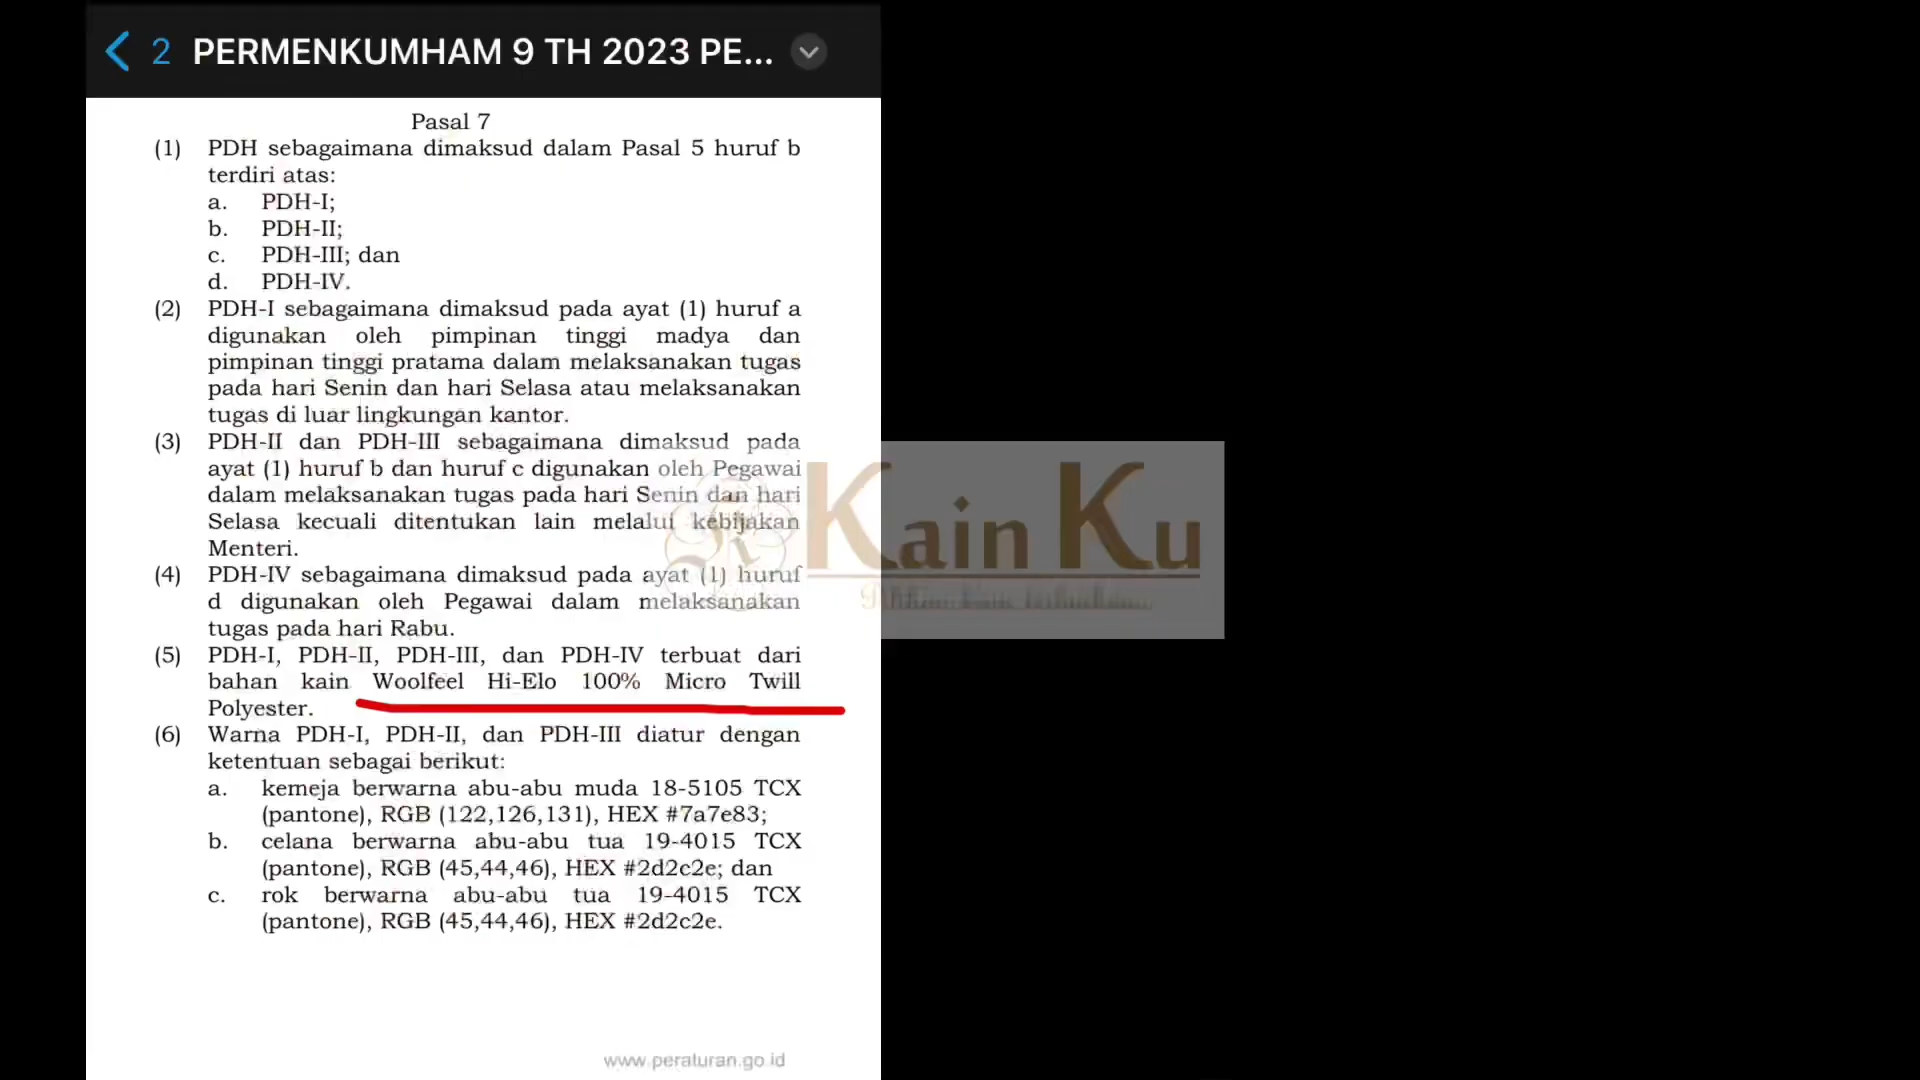 2 PERMENKUMHAM 9 TH 2023 PE...
Pasal 7
(1) PDH sebagaimana dimaksud dalam Pasal 5 huruf b
terdiri atas:
a. PDH-I;
b. PDH-II;
c. PDH-III; dan
d. PDH-IV.
(2) PDH-I sebagaimana dimaksud pada ayat (1) huruf a
digunakan oleh pimpinan tinggi madya dan
pimpinan tinggi pratama dalam melaksanakan tugas
pada hari Senin dan hari Selasa atau melaksanakan
tugas di luar lingkungan kantor.
(3) PDH-II dan PDH-III sebagaimana dimaksud pada
ayat (1) huruf b dan huruf c digunakan oleh Pegawai
dalam melaksanakan tugas pada hari Senin dan hari
Selasa kecuali ditentukan lain melalui kebijakan
Menteri.
(4) PDH-IV sebagaimana dimaksud pada ayat (1) huruf
d digunakan oleh Pegawai dalam melaksanakan
tugas pada hari Rabu.
(5) PDH-I, PDH-II, PDH-III, dan PDH-IV terbuat dari
bahan kain Woolfeel Hi-Elo 100% Micro Twill
Polyester.
(6) Warna PDH-I, PDH-II, dan PDH-III diatur dengan
ketentuan sebagai berikut:
a. kemeja berwarna abu-abu muda 18-5105 TCX
(pantone), RGB (122,126,131), HEX #7a7e83;
b. celana berwarna abu-abu tua 19-4015 TCX
(pantone), RGB (45,44,46), HEX #2d2c2e; dan
c. rok berwarna abu-abu tua 19-4015 TCX
(pantone), RGB (45,44,46), HEX #2d2c2e.
www.peraturan.go.id
Kain Ku